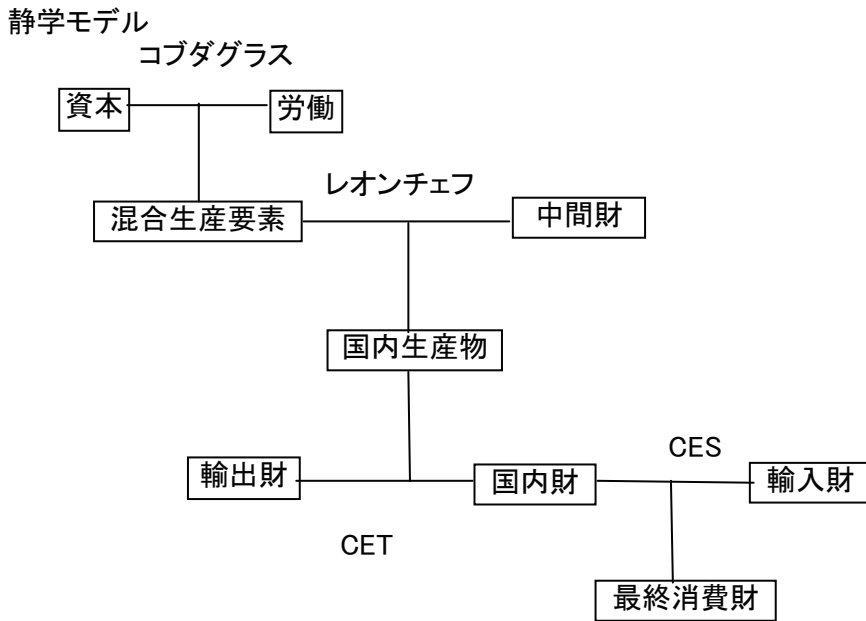 静学モデル
コブダグラス
資本
労働
レオンチェフ
混合生産要素
中間財
国内生産物
輸出財
国内財
CES
輸入財
CET
最終消費財